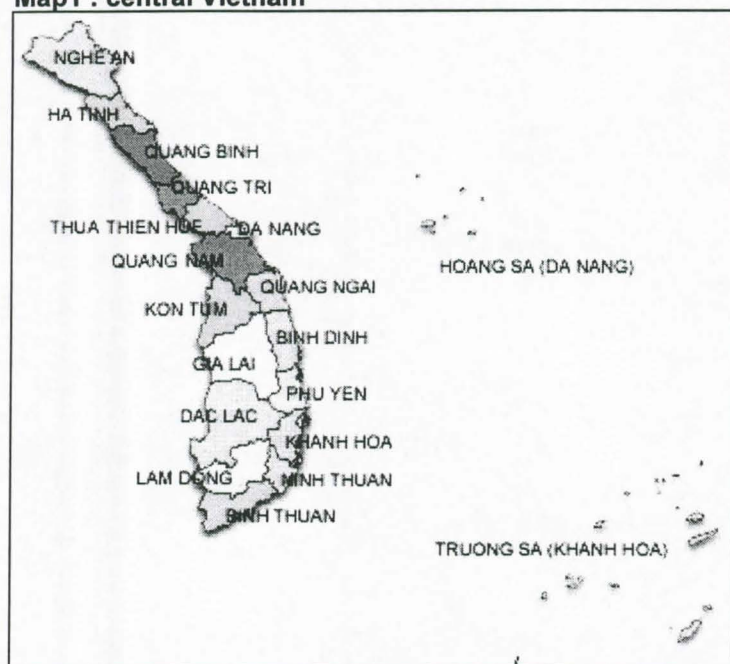 Map1 : central Vietnam
NGHE AN
HA TINH
QUANG BINH
QUANG TRI
THUA THIEN HUE
DA NANG
QUANG NAM
HOANG SA (DA NANG)
QUANG NGAI
KON TUM
BINH DINH
GIA LAI
PHU YEN
DAC LAC
KHANH HOA
LAM DONG
NINH THUAN
BINH THUAN
TRUONG SA (KHANH HOA)